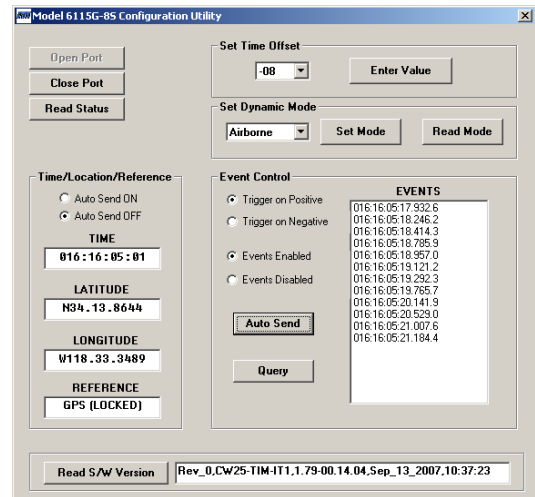 Model 6115G-8S Configuration Utility
Open Port
Close Port
Read Status
Set Time Offset
-08
Enter Value
Set Dynamic Mode
Airborne
Set Mode
Read Mode
Time/Location/Reference
Auto Send ON
Auto Send OFF
TIME
016:16:05:01
LATITUDE
N34.13.8644
LONGITUDE
W118.33.3489
REFERENCE
GPS (LOCKED)
Event Control
Trigger on Positive
Trigger on Negative
Events Enabled
Events Disabled
Auto Send
Query
EVENTS
016:16:05:17.932.6
016:16:05:18.246.2
016:16:05:18.414.3
016:16:05:18.785.9
016:16:05:18.957.0
016:16:05:19.121.2
016:16:05:19.292.3
016:16:05:19.765.7
016:16:05:20.141.9
016:16:05:20.529.0
016:16:05:21.007.6
016:16:05:21.184.4
Read S/W Version
Rev_0,CW25-TIM-IT1,1.79-00.14.04,Sep_13_2007,10:37:23